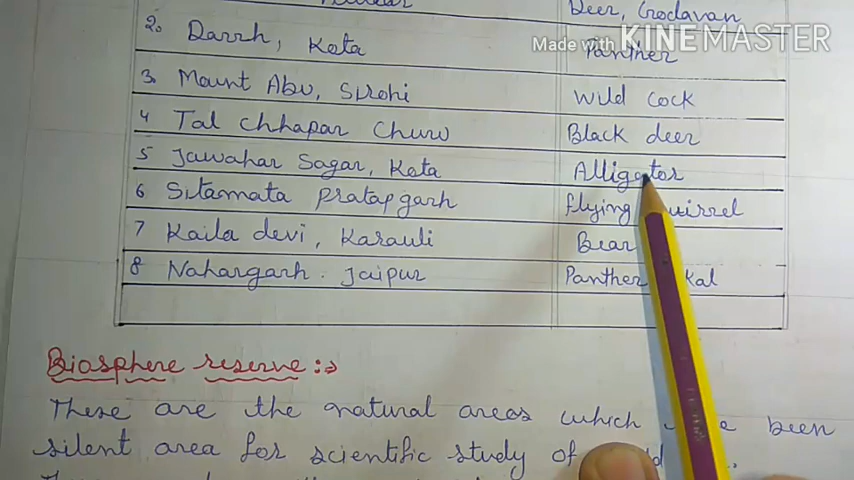 Deer, Godavan
2. Darrh, Kota Panther
Made with KINEMASTER
3. Mount Abu, Sirohi Wild cock
4 Tal chhapar Churu Black deer
5 Jawahar Sagar, Kota Alligator
6 Sitamata pratapgarh flying
7 Kaila devi, Karauli Bear
8 Nahargarh. Jaipur Panther
Biosphere reserve :->
These are the natural areas which been
silent area for scientific study of